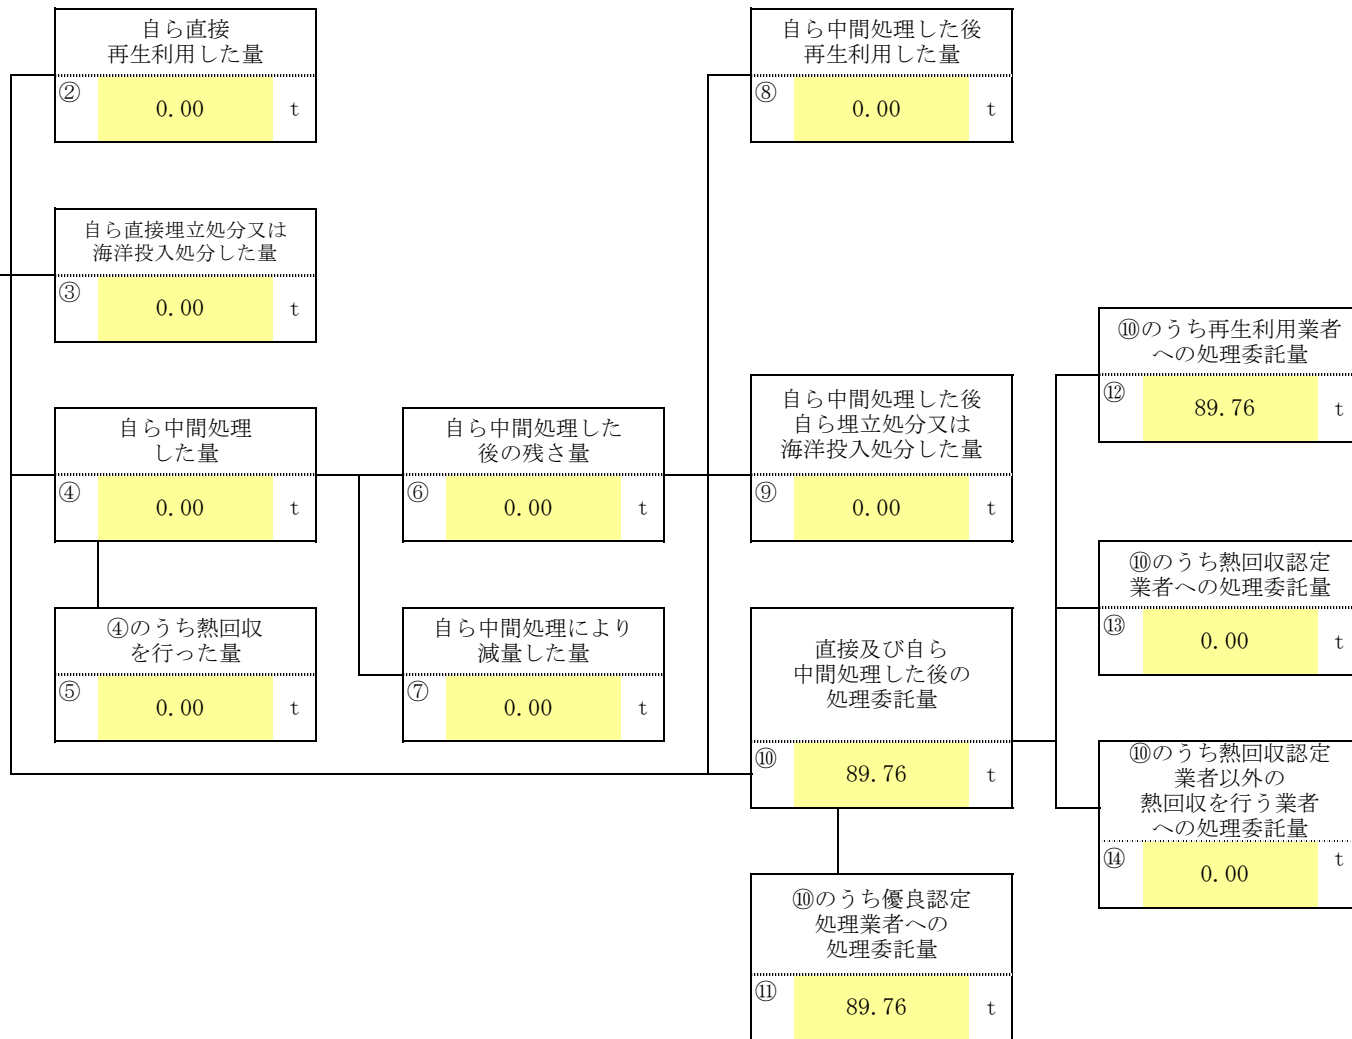 自ら直接
再生利用した量
②
0.00
t
自ら中間処理した後
再生利用した量
⑧
0.00
t
自ら直接埋立処分又は
海洋投入処分した量
③
0.00
t
⑩のうち再生利用業者
への処理委託量
⑫
89.76
t
自ら中間処理
した量
④
0.00
t
自ら中間処理した
後の残さ量
⑥
0.00
t
自ら中間処理した後
自ら埋立処分又は
海洋投入処分した量
⑨
0.00
t
⑩のうち熱回収認定
業者への処理委託量
⑬
0.00
t
④のうち熱回収
を行った量
⑤
0.00
t
自ら中間処理により
減量した量
⑦
0.00
t
直接及び自ら
中間処理した後の
処理委託量
⑩
89.76
t
⑩のうち熱回収認定
業者以外の
熱回収を行う業者
への処理委託量
⑭
0.00
t
⑩のうち優良認定
処理業者への
処理委託量
⑪
89.76
t